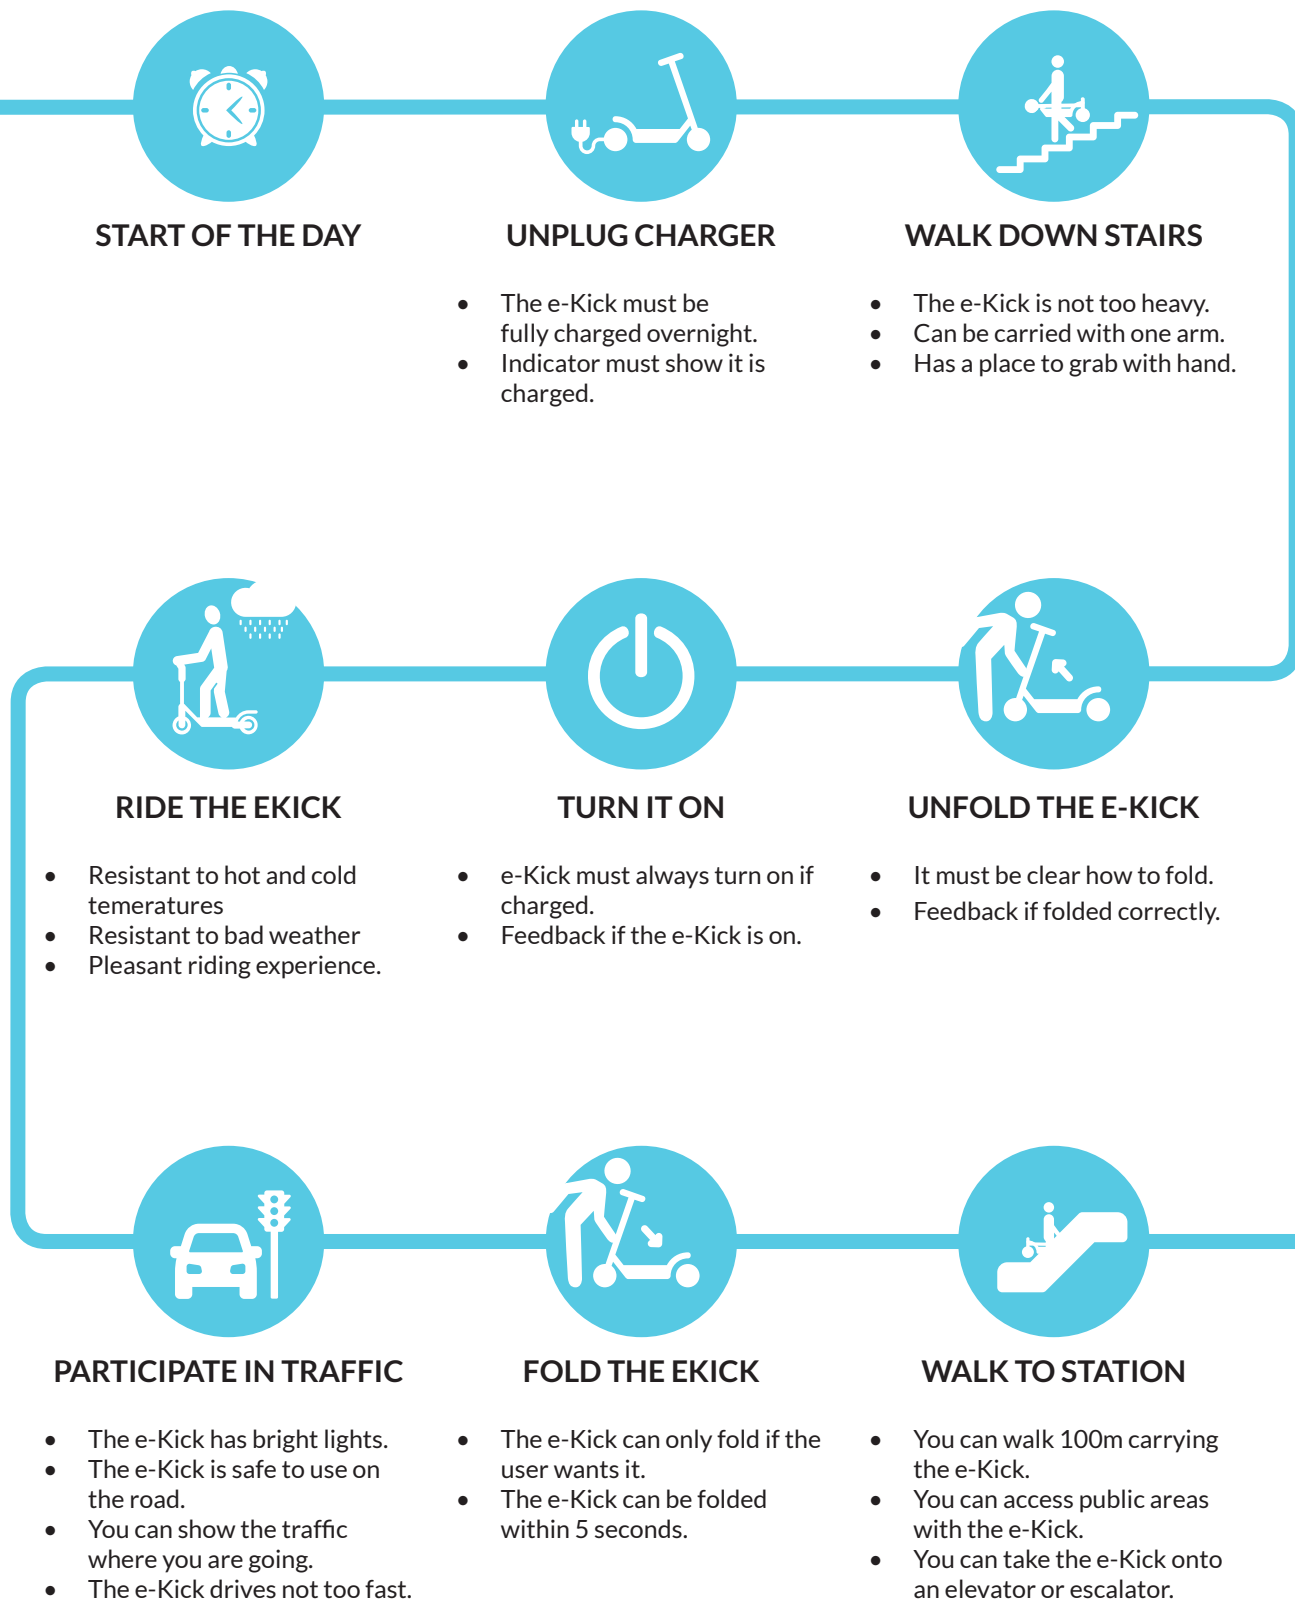 START OF THE DAY
UNPLUG CHARGER
• The e-Kick must be
fully charged overnight.
• Indicator must show it is
charged.
WALK DOWN STAIRS
• The e-Kick is not too heavy.
• Can be carried with one arm.
• Has a place to grab with hand.
RIDE THE EKICK
• Resistant to hot and cold
temeratures
• Resistant to bad weather
• Pleasant riding experience.
TURN IT ON
• e-Kick must always turn on if
charged.
• Feedback if the e-Kick is on.
UNFOLD THE E-KICK
• It must be clear how to fold.
• Feedback if folded correctly.
PARTICIPATE IN TRAFFIC
• The e-Kick has bright lights.
• The e-Kick is safe to use on
the road.
• You can show the traffic
where you are going.
• The e-Kick drives not too fast.
FOLD THE EKICK
• The e-Kick can only fold if the
user wants it.
• The e-Kick can be folded
within 5 seconds.
WALK TO STATION
• You can walk 100m carrying
the e-Kick.
• You can access public areas
with the e-Kick.
• You can take the e-Kick onto
an elevator or escalator.